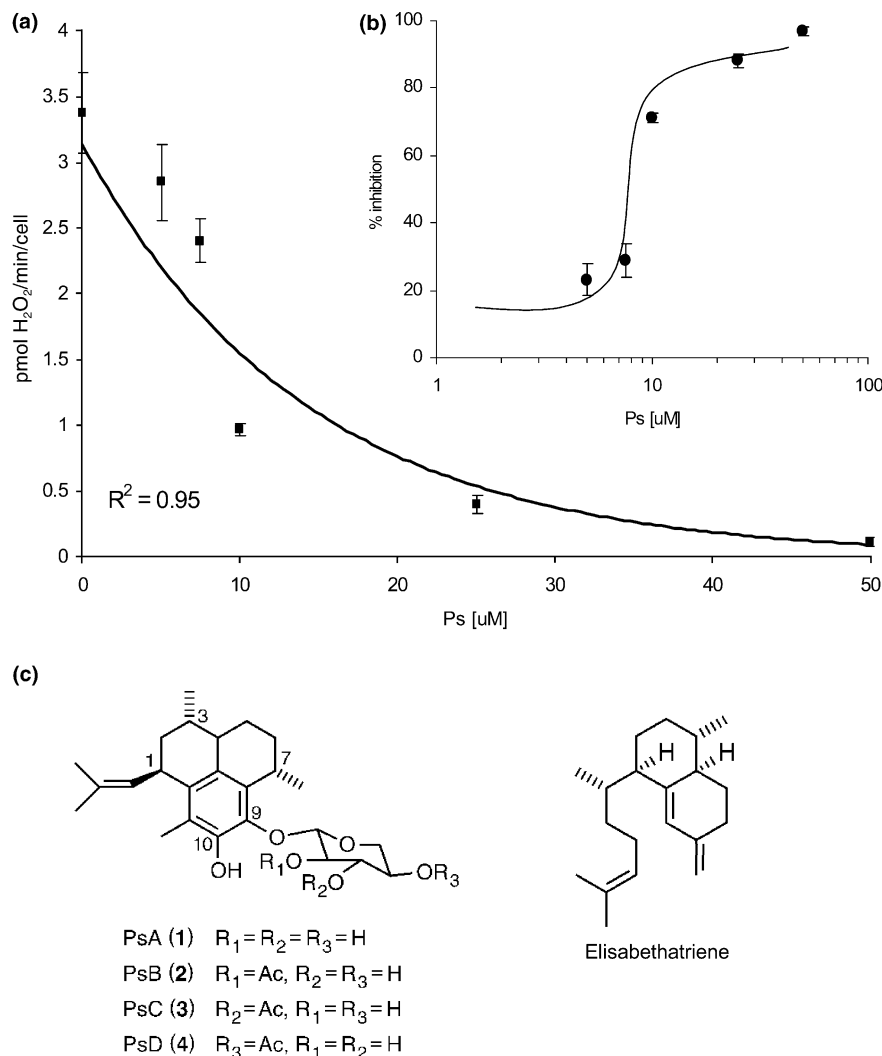 (a)
4
3.5
3
2.5
2
1.5
1
0.5
0
pmol H₂O₂/min/cell
R² = 0.95
0 10 20 30 40 50
Ps [uM]
(b)
100
80
60
40
20
0
% inhibition
1 10 100
Ps [uM]
(c)
3
1
7
9
10
OH
O
O
R₁O
R₂O
OR₃
PsA (1) R₁=R₂=R₃=H
PsB (2) R₁=Ac, R₂=R₃=H
PsC (3) R₂=Ac, R₁=R₃=H
PsD (4) R₃=Ac, R₁=R₂=H
H
H
Elisabethatriene